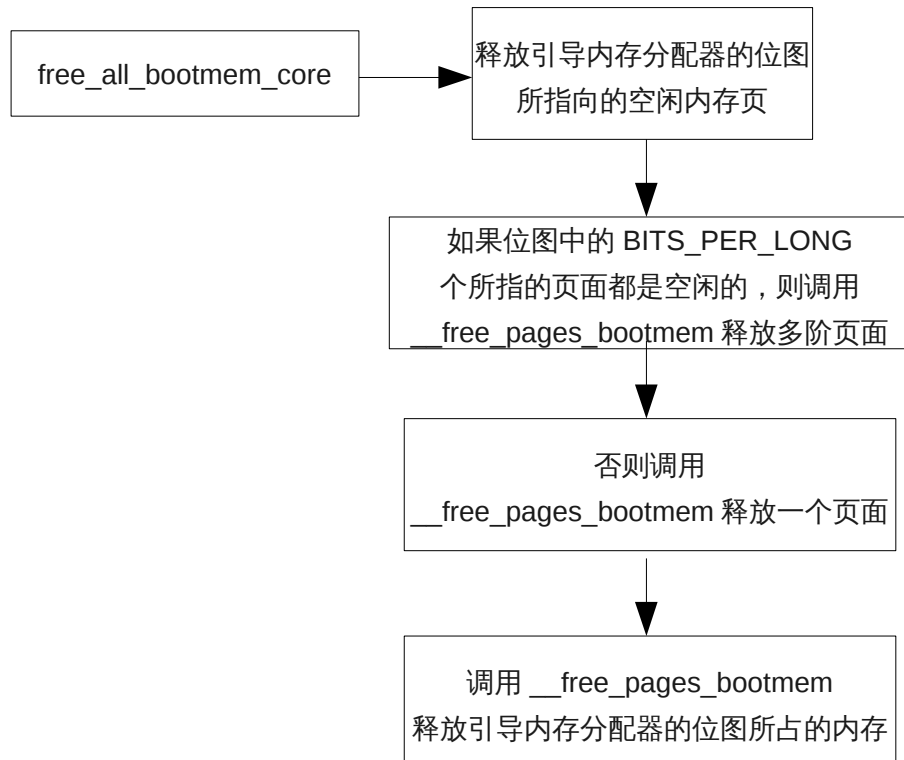 free_all_bootmem_core
释放引导内存分配器的位图
所指向的空闲内存页
如果位图中的 BITS_PER_LONG
个所指的页面都是空闲的，则调用
__free_pages_bootmem 释放多阶页面
否则调用
__free_pages_bootmem 释放一个页面
调用 __free_pages_bootmem
释放引导内存分配器的位图所占的内存